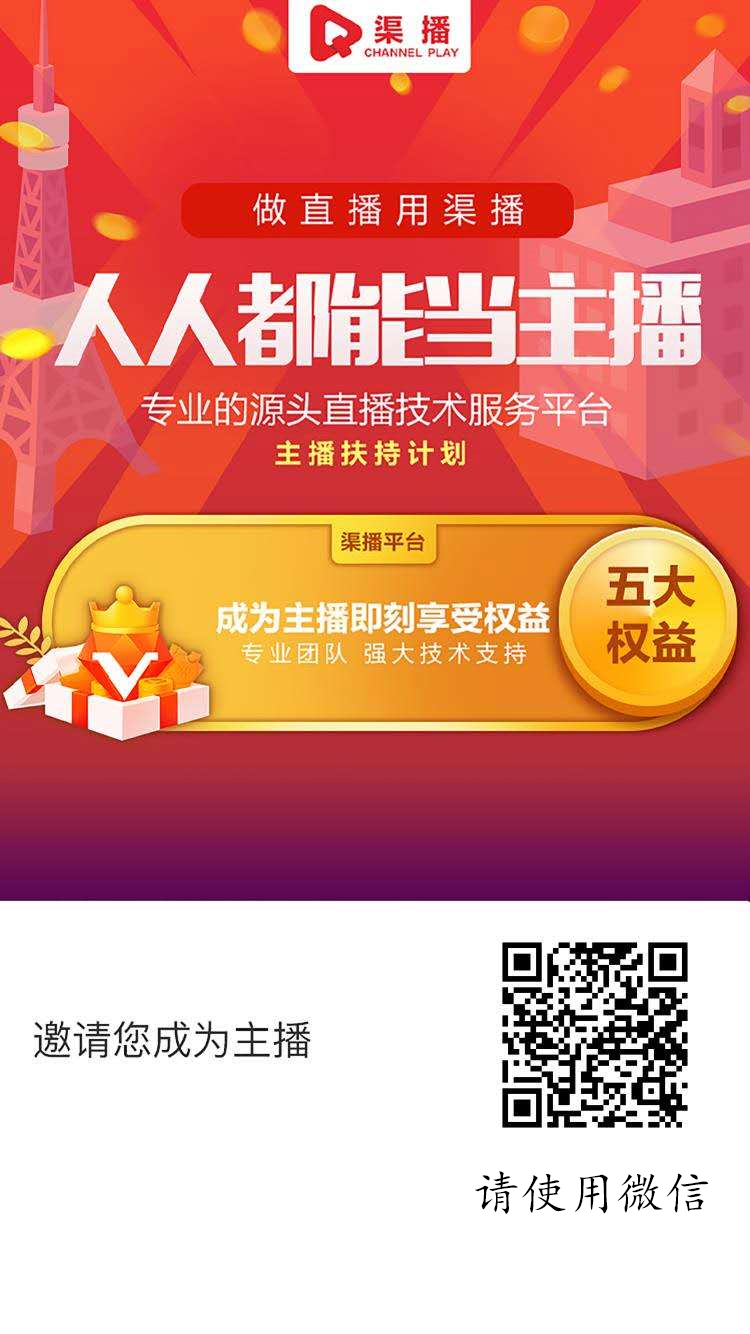 渠播
CHANNEL PLAY
做直播用渠播
人人都能当主播
专业的源头直播技术服务平台
主播扶持计划
渠播平台
成为主播即刻享受权益
专业团队 强大技术支持
五大
权益
邀请您成为主播
请使用微信